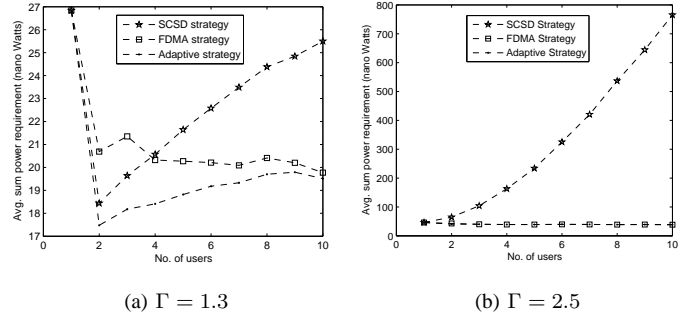 27
26
25
24
23
22
21
20
19
18
17
0
2
4
6
8
10
Avg. sum power requirement (nano Watts)
No. of users
SCSD strategy
FDMA Strategy
Adaptive strategy
(a) Γ = 1.3
800
700
600
500
400
300
200
100
0
0
2
4
6
8
10
Avg. sum power requirement (nano Watts)
No. of users
SCSD Strategy
FDMA Strategy
Adaptive Strategy
(b) Γ = 2.5